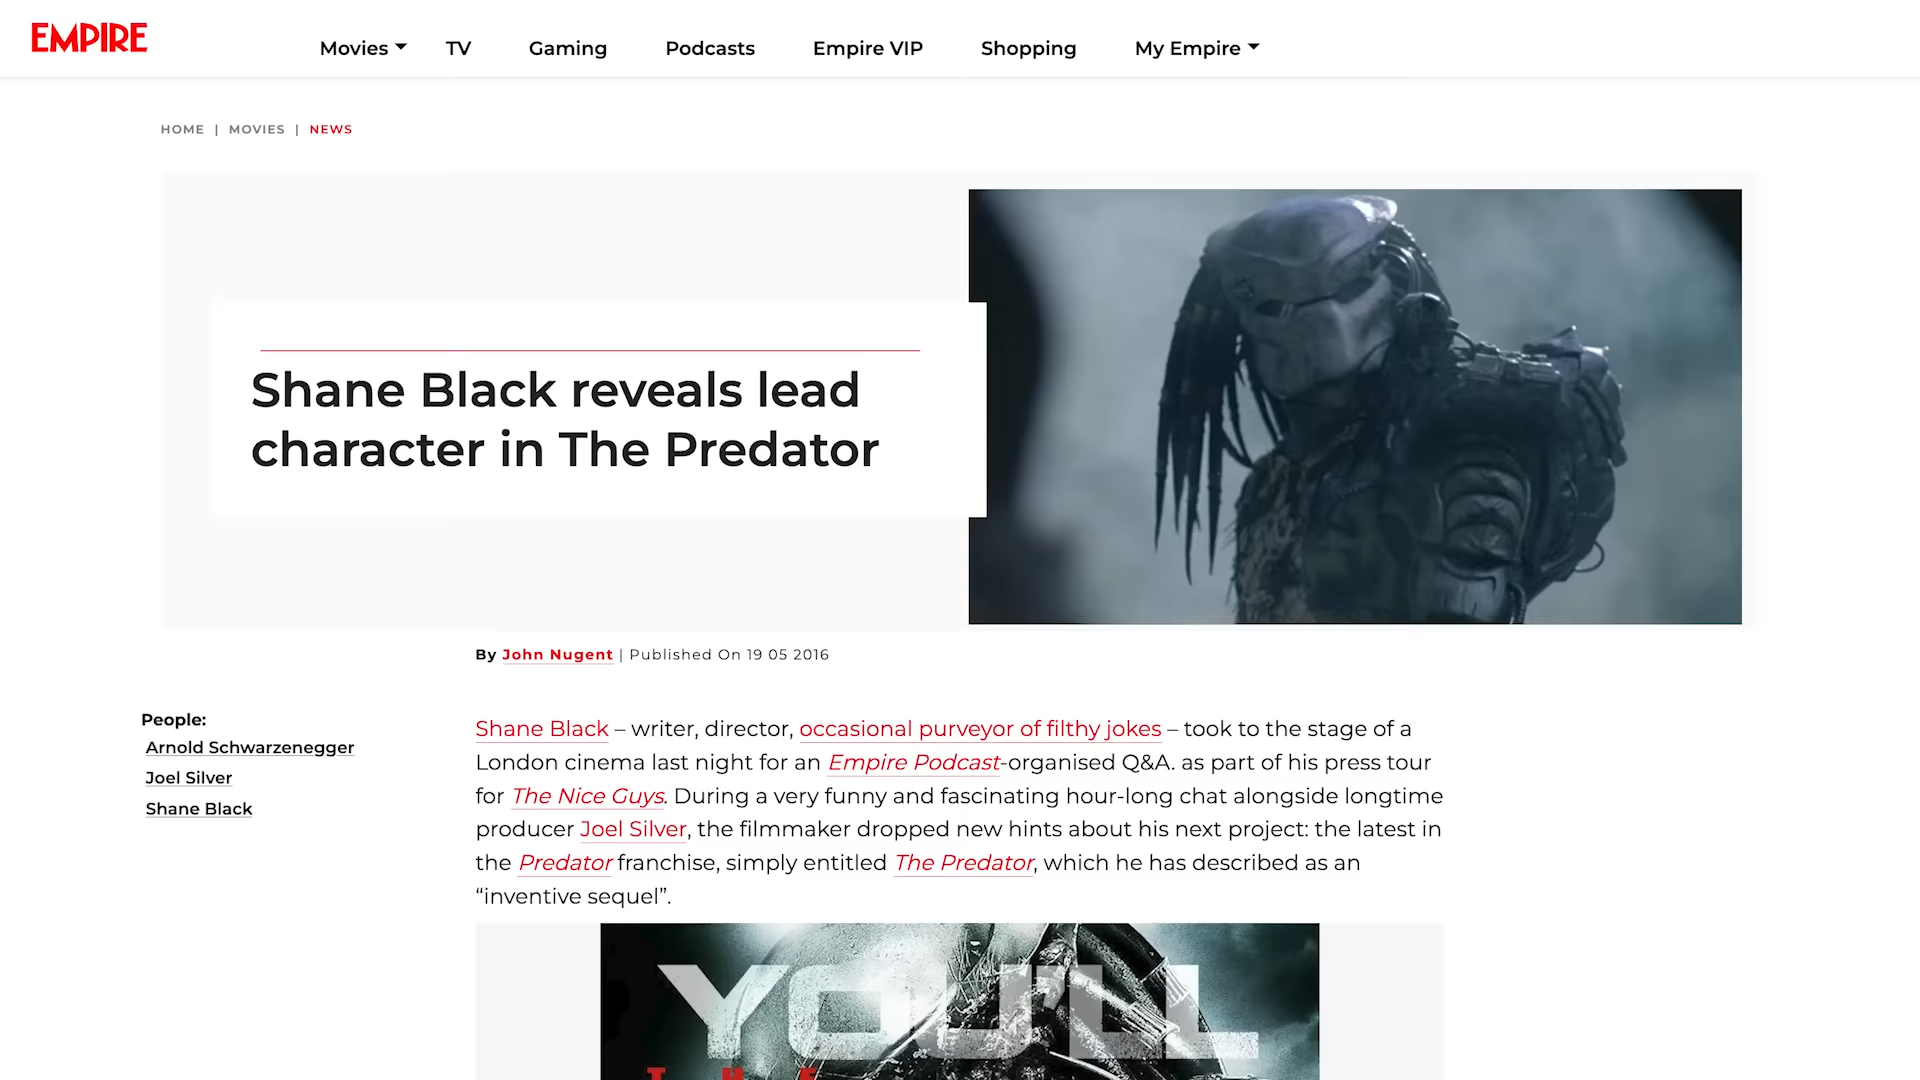 EMPIRE
Movies TV Gaming Podcasts Empire VIP Shopping My Empire
HOME | MOVIES | NEWS
Shane Black reveals lead
character in The Predator
By John Nugent | Published On 19 05 2016
People:
Arnold Schwarzenegger
Joel Silver
Shane Black
Shane Black – writer, director, occasional purveyor of filthy jokes – took to the stage of a
London cinema last night for an Empire Podcast-organised Q&A. as part of his press tour
for The Nice Guys. During a very funny and fascinating hour-long chat alongside longtime
producer Joel Silver, the filmmaker dropped new hints about his next project: the latest in
the Predator franchise, simply entitled The Predator, which he has described as an
“inventive sequel”.
YOU'LL